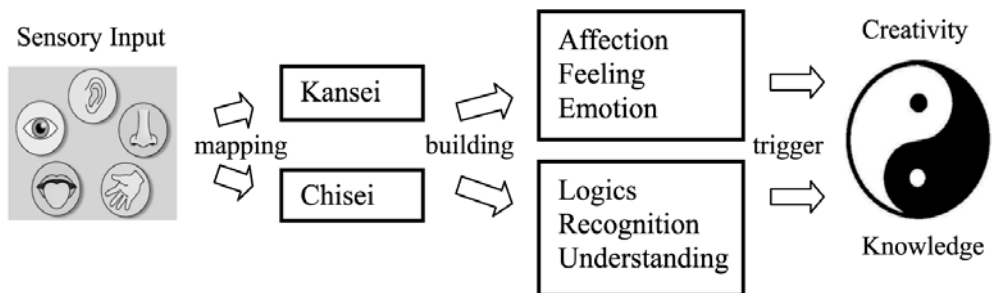 Sensory Input
mapping
Kansei
Chisei
building
Affection
Feeling
Emotion
Logics
Recognition
Understanding
trigger
Creativity
Knowledge